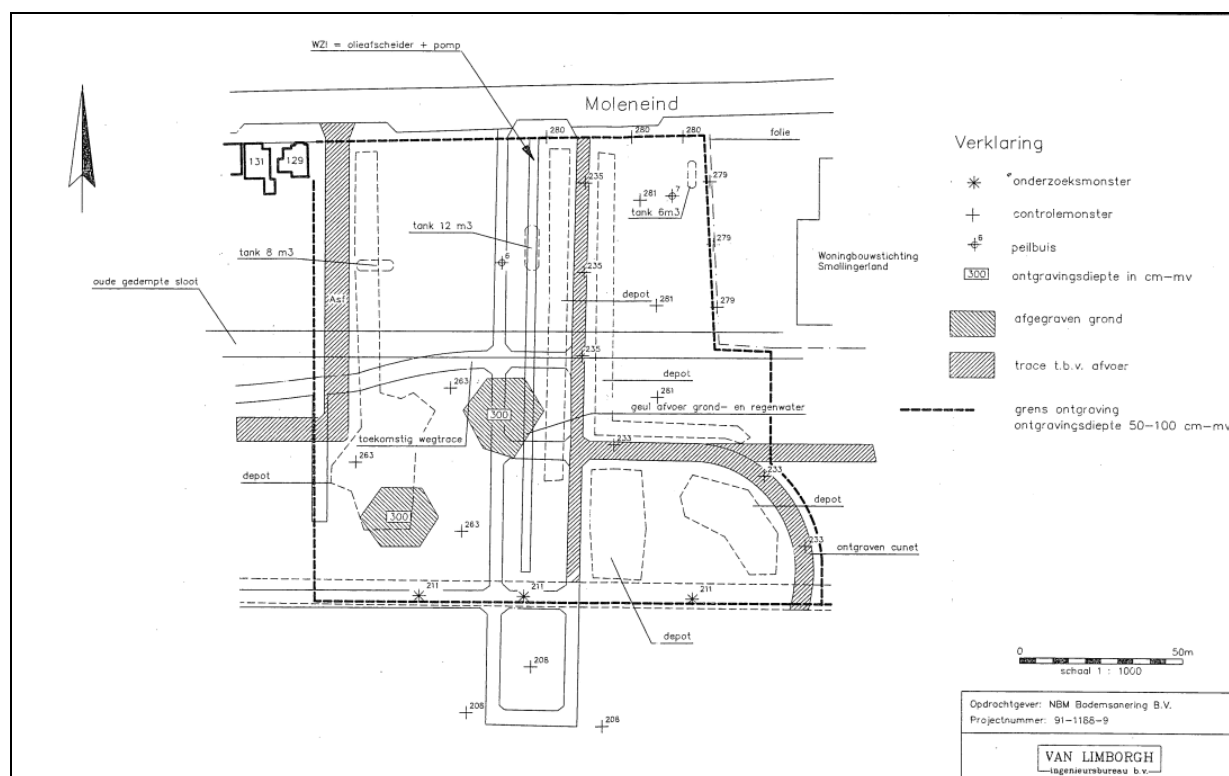 WZI = olieafscheider + pomp
Moleneind
280
280
280
folie
131
129
235
281
7
279
tank 6m3
tank 12 m3
tank 8 m3
6
279
Woningbouwstichting
Smallingerland
oude gedempte sloot
Asf
235
depot
281
279
235
depot
263
281
300
geul afvoer grond- en regenwater
toekomstig wegtrace
233
263
233
depot
depot
300
263
233
ontgraven cunet
211
211
211
depot
208
208
208
Verklaring
onderzoeksmonster
controlemonster
6
peilbuis
300
ontgravingsdiepte in cm-mv
afgegraven grond
trace t.b.v. afvoer
grens ontgraving
ontgravingsdiepte 50-100 cm-mv
0
50m
schaal 1 : 1000
Opdrachtgever: NBM Bodemsanering B.V.
Projectnummer: 91-1188-9
VAN LIMBORGH
ingenieursbureau b.v.